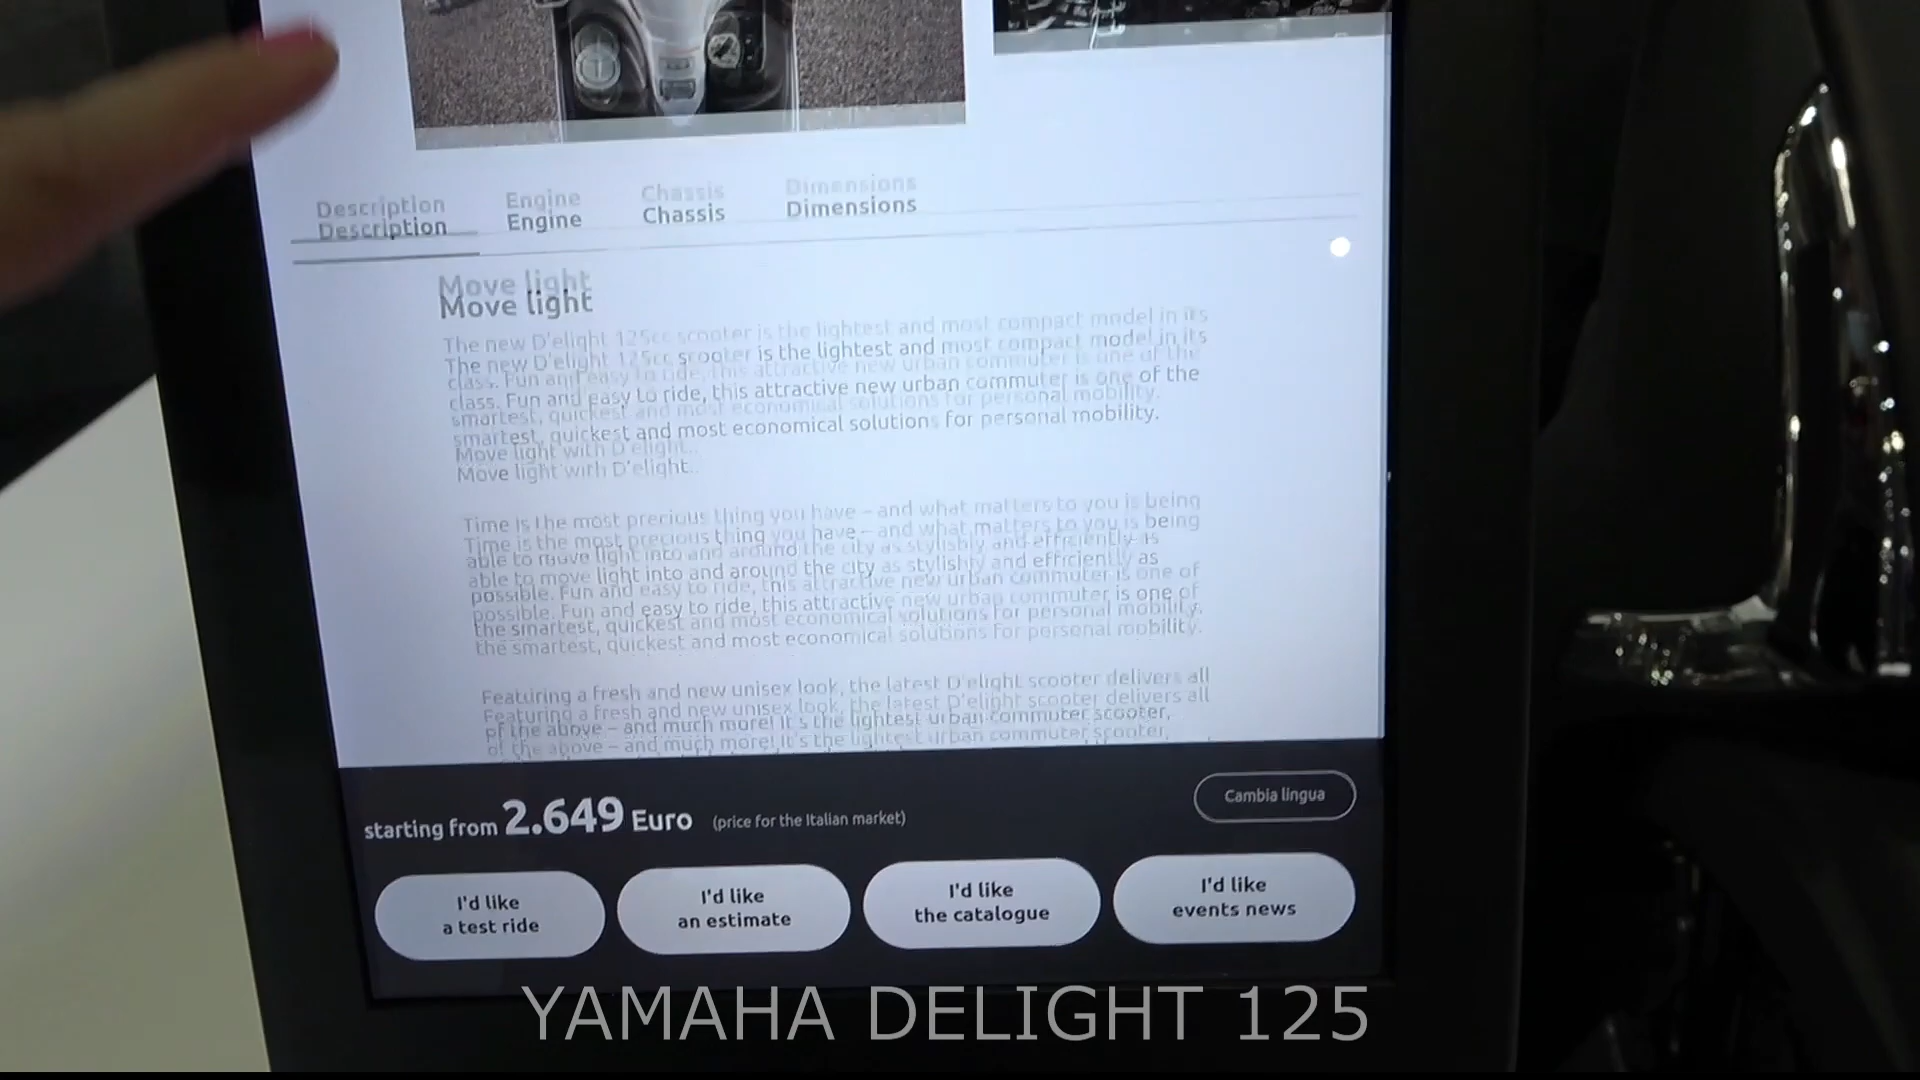 Description Engine Chassis Dimensions
Move light
The new D'elight 125cc scooter is the lightest and most compact model in its
class. Fun and easy to ride, this attractive new urban commuter is one of the
smartest, quickest and most economical solutions for personal mobility.
Move light with D'elight..
Time is the most precious thing you have – and what matters to you is being
able to move light into and around the city as stylishly and efficiently as
possible. Fun and easy to ride, this attractive new urban commuter is one of
the smartest, quickest and most economical solutions for personal mobility.
Featuring a fresh and new unisex look, the latest D'elight scooter delivers all
of the above – and much more! It's the lightest urban commuter scooter,
starting from 2.649 Euro (price for the Italian market)
Cambia lingua
I'd like
a test ride
I'd like
an estimate
I'd like
the catalogue
I'd like
events news
YAMAHA DELIGHT 125